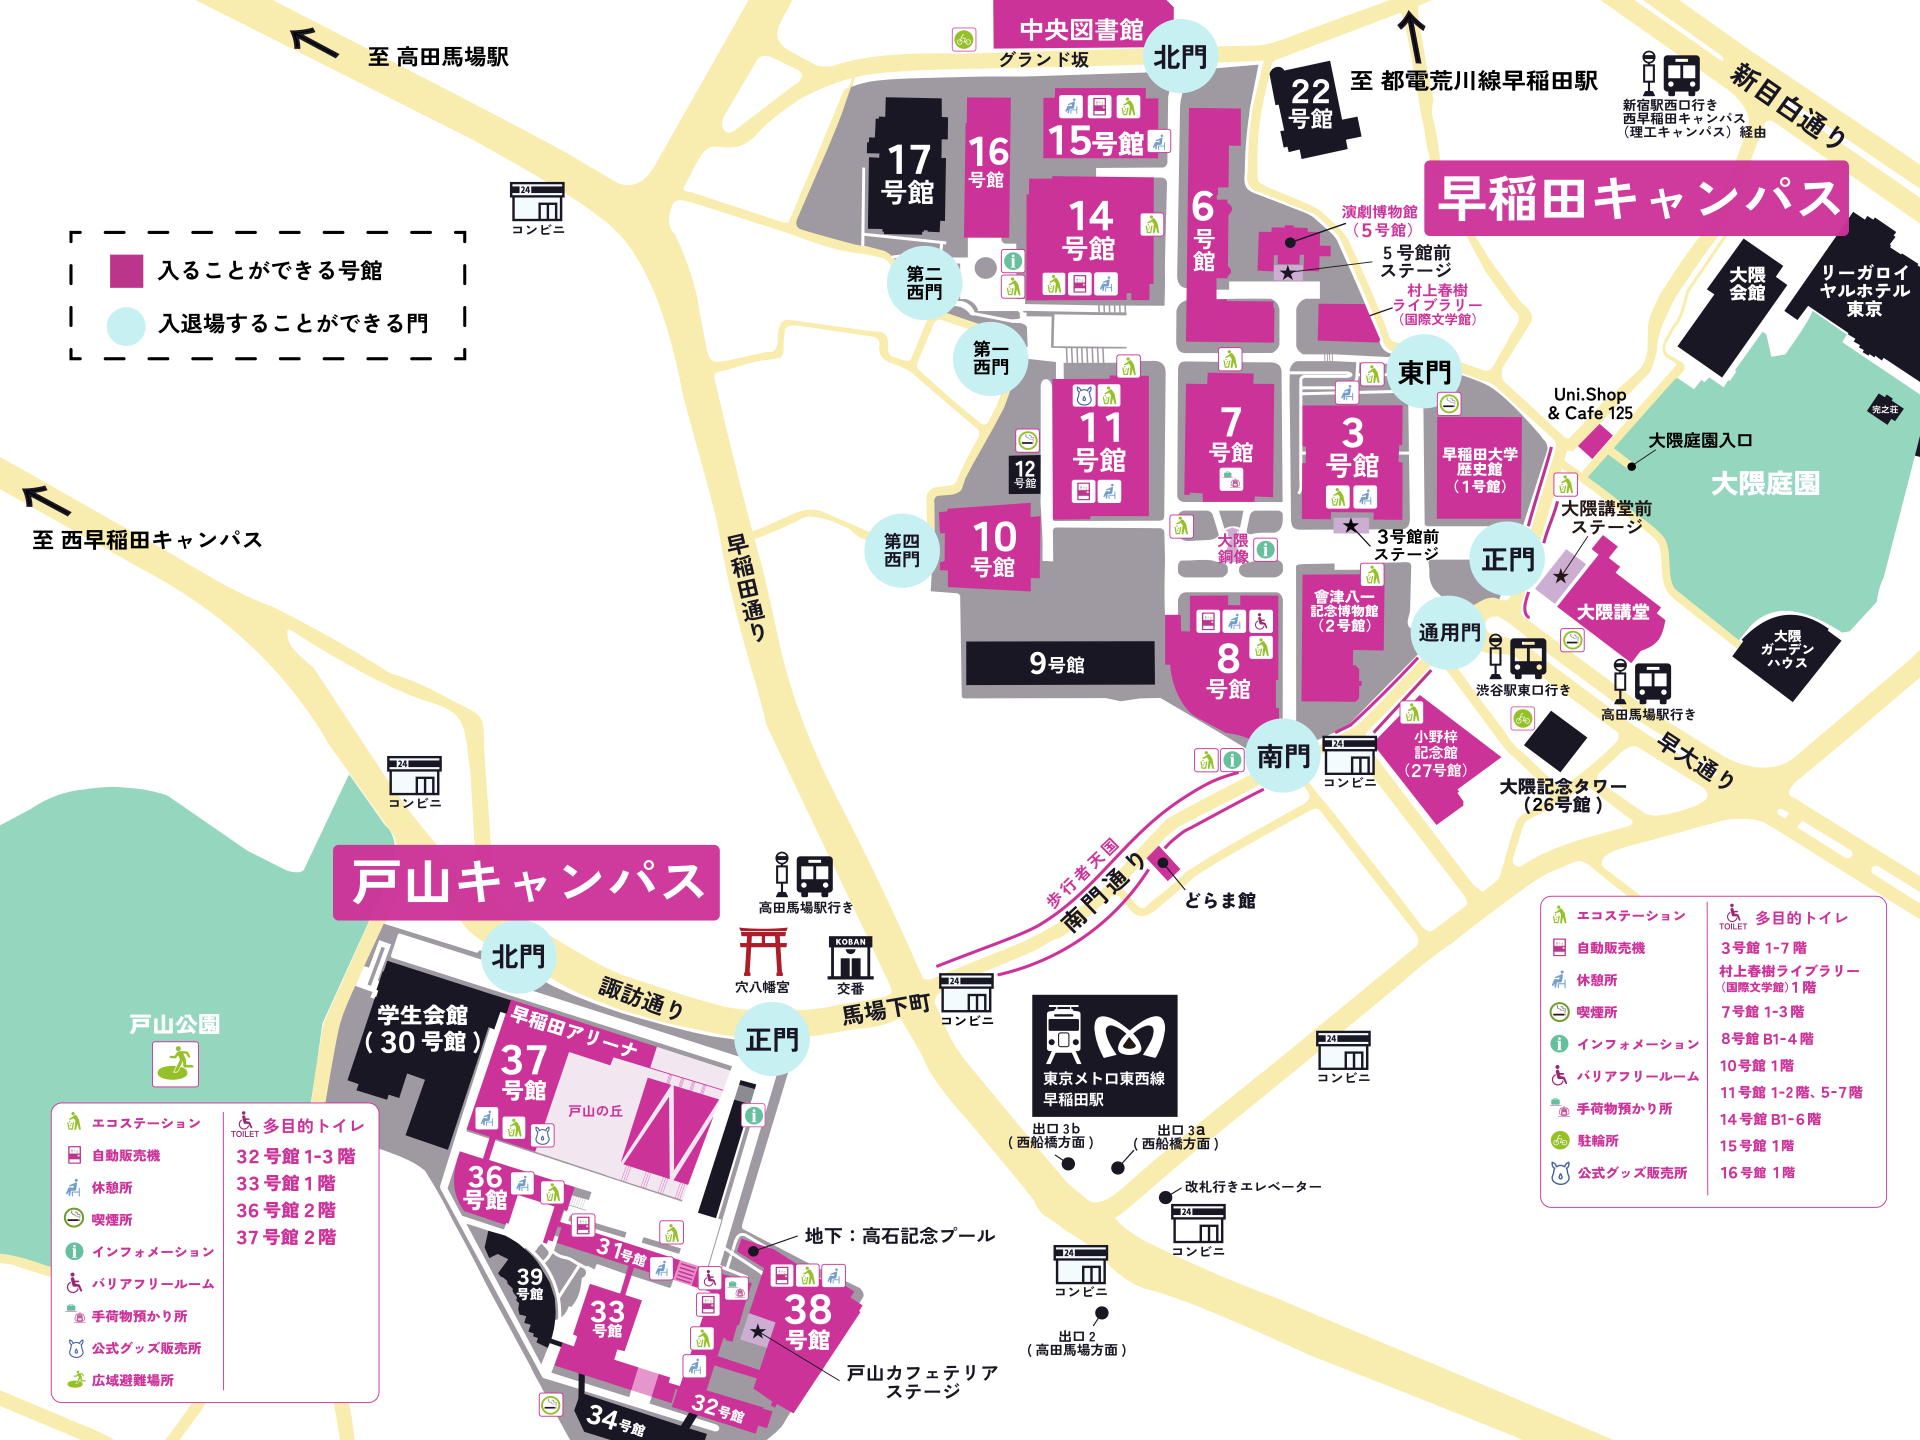 中央図書館
グランド坂
北門
至 高田馬場駅
至 都電荒川線早稲田駅
新目白通り
新宿駅西口行き
西早稲田キャンパス
（理工キャンパス）経由
早稲田キャンパス
22
号館
17
号館
16
号館
15号館
14
号館
6
号
館
演劇博物館
（5号館）
5号館前
ステージ
村上春樹
ライブラリー
（国際文学館）
24
コンビニ
入ることができる号館
入退場することができる門
第二
西門
第一
西門
第四
西門
東門
大隈
会館
リーガロイ
ヤルホテル
東京
完之荘
Uni.Shop
& Cafe 125
大隈庭園入口
大隈庭園
11
号館
12
号館
7
号館
3
号館
早稲田大学
歴史館
（1号館）
大隈講堂前
ステージ
10
号館
大隈
銅像
3号館前
ステージ
正門
大隈講堂
會津八一
記念博物館
（2号館）
通用門
8
号館
9号館
大隈
ガーデン
ハウス
渋谷駅東口行き
高田馬場駅行き
早大通り
小野梓
記念館
（27号館）
大隈記念タワー
（26号館）
南門
24
コンビニ
至 西早稲田キャンパス
早稲田通り
24
コンビニ
歩行者天国
南門通り
どらま館
戸山キャンパス
高田馬場駅行き
穴八幡宮
KOBAN
交番
馬場下町
24
コンビニ
諏訪通り
北門
正門
戸山公園
学生会館
（30号館）
早稲田アリーナ
37
号館
戸山の丘
36
号館
31号館
39
号館
33
号館
38
号館
32号館
34号館
地下：高石記念プール
戸山カフェテリア
ステージ
東京メトロ東西線
早稲田駅
出口 3b
（西船橋方面）
出口 3a
（西船橋方面）
改札行きエレベーター
24
コンビニ
24
コンビニ
24
コンビニ
出口 2
（高田馬場方面）
エコステーション
自動販売機
休憩所
喫煙所
インフォメーション
バリアフリールーム
手荷物預かり所
公式グッズ販売所
広域避難場所
TOILET 多目的トイレ
32号館 1-3階
33号館 1階
36号館 2階
37号館 2階
エコステーション
自動販売機
休憩所
喫煙所
インフォメーション
バリアフリールーム
手荷物預かり所
駐輪所
公式グッズ販売所
TOILET 多目的トイレ
3号館 1-7階
村上春樹ライブラリー
（国際文学館）1階
7号館 1-3階
8号館 B1-4階
10号館 1階
11号館 1-2階、5-7階
14号館 B1-6階
15号館 1階
16号館 1階